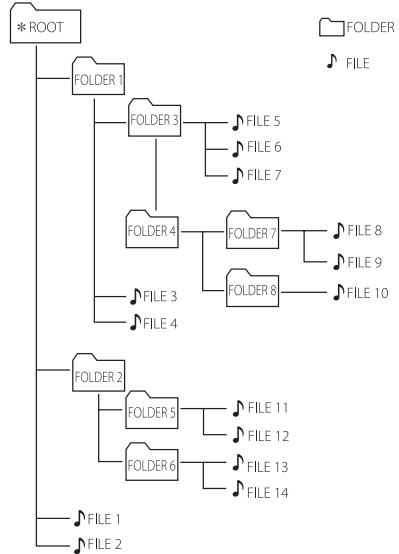 * ROOT
FOLDER
FILE
FOLDER 1
FOLDER 3
FILE 5
FILE 6
FILE 7
FOLDER 4
FOLDER 7
FILE 8
FILE 9
FOLDER 8
FILE 10
FILE 3
FILE 4
FOLDER 2
FOLDER 5
FILE 11
FILE 12
FOLDER 6
FILE 13
FILE 14
FILE 1
FILE 2